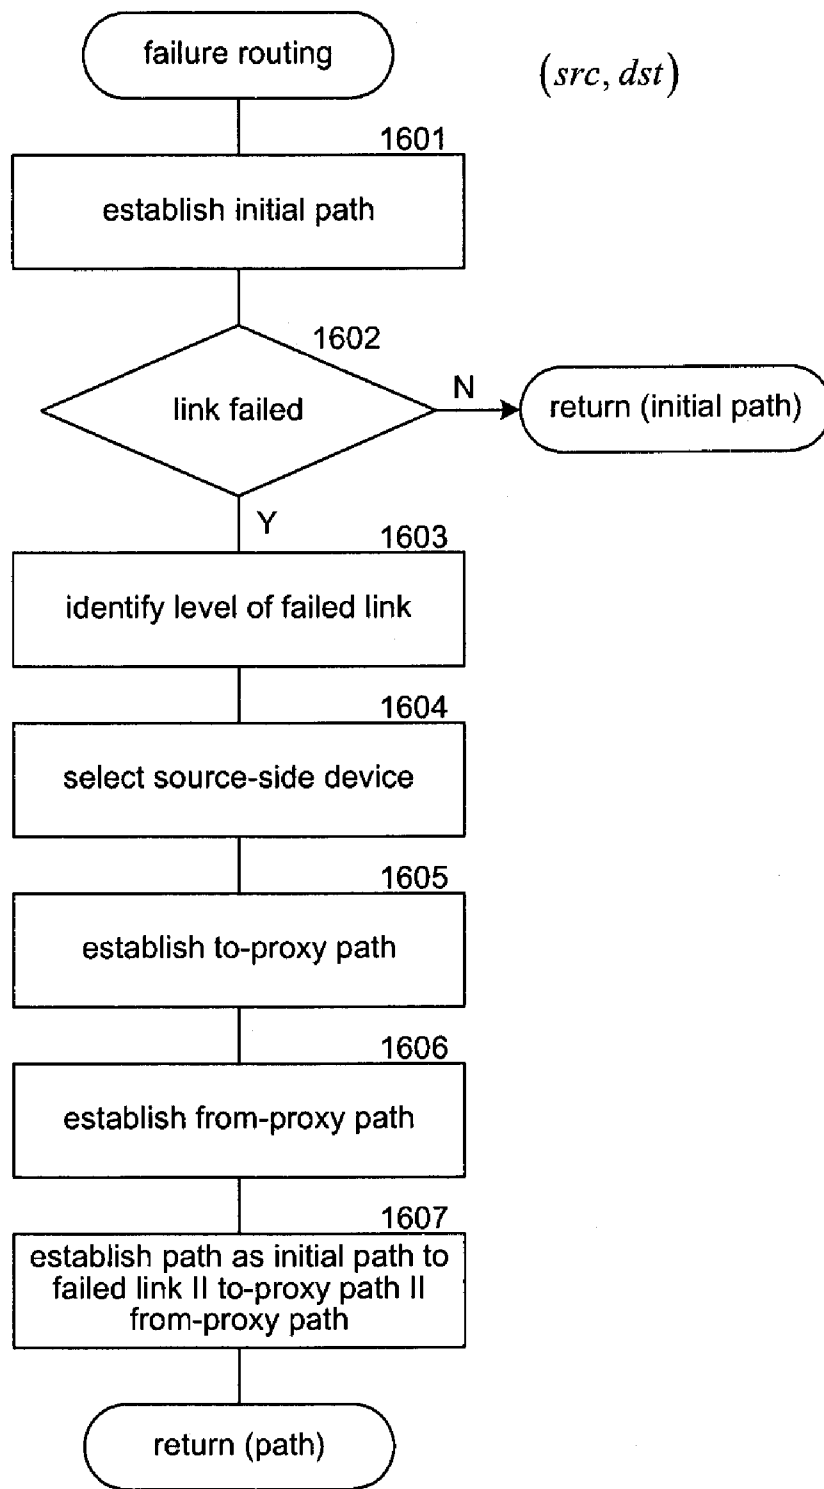 failure routing
(src, dst)
1601
establish initial path
1602
link failed
N
return (initial path)
Y
1603
identify level of failed link
1604
select source-side device
1605
establish to-proxy path
1606
establish from-proxy path
1607
establish path as initial path to
failed link II to-proxy path II
from-proxy path
return (path)